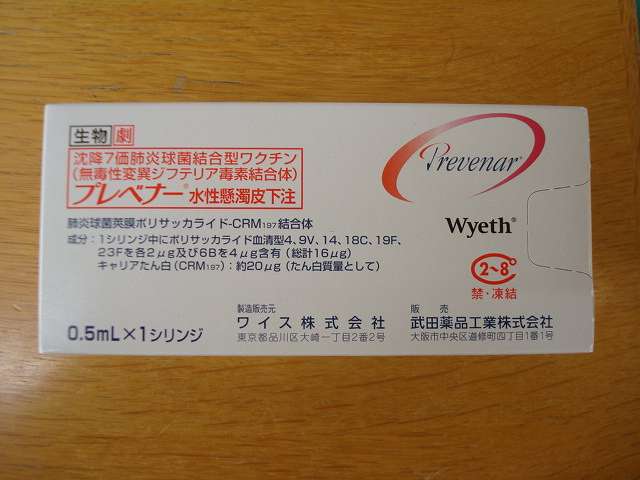 生物 劇
沈降7価肺炎球菌結合型ワクチン
(無毒性変異ジフテリア毒素結合体)
プレベナー® 水性懸濁皮下注
肺炎球菌莢膜ポリサッカライド-CRM197結合体
成分:1シリンジ中にポリサッカライド血清型4、9V、14、18C、19F、
23Fを各2μg及び6Bを4μg含有(総計16μg)
キャリアたん白(CRM197):約20μg(たん白質量として)
0.5mL×1シリンジ
製造販売元
ワイス株式会社
東京都品川区大崎一丁目2番2号
Prevenar®
Wyeth®
2~8°
禁・凍結
販売
武田薬品工業株式会社
大阪市中央区道修町四丁目1番1号